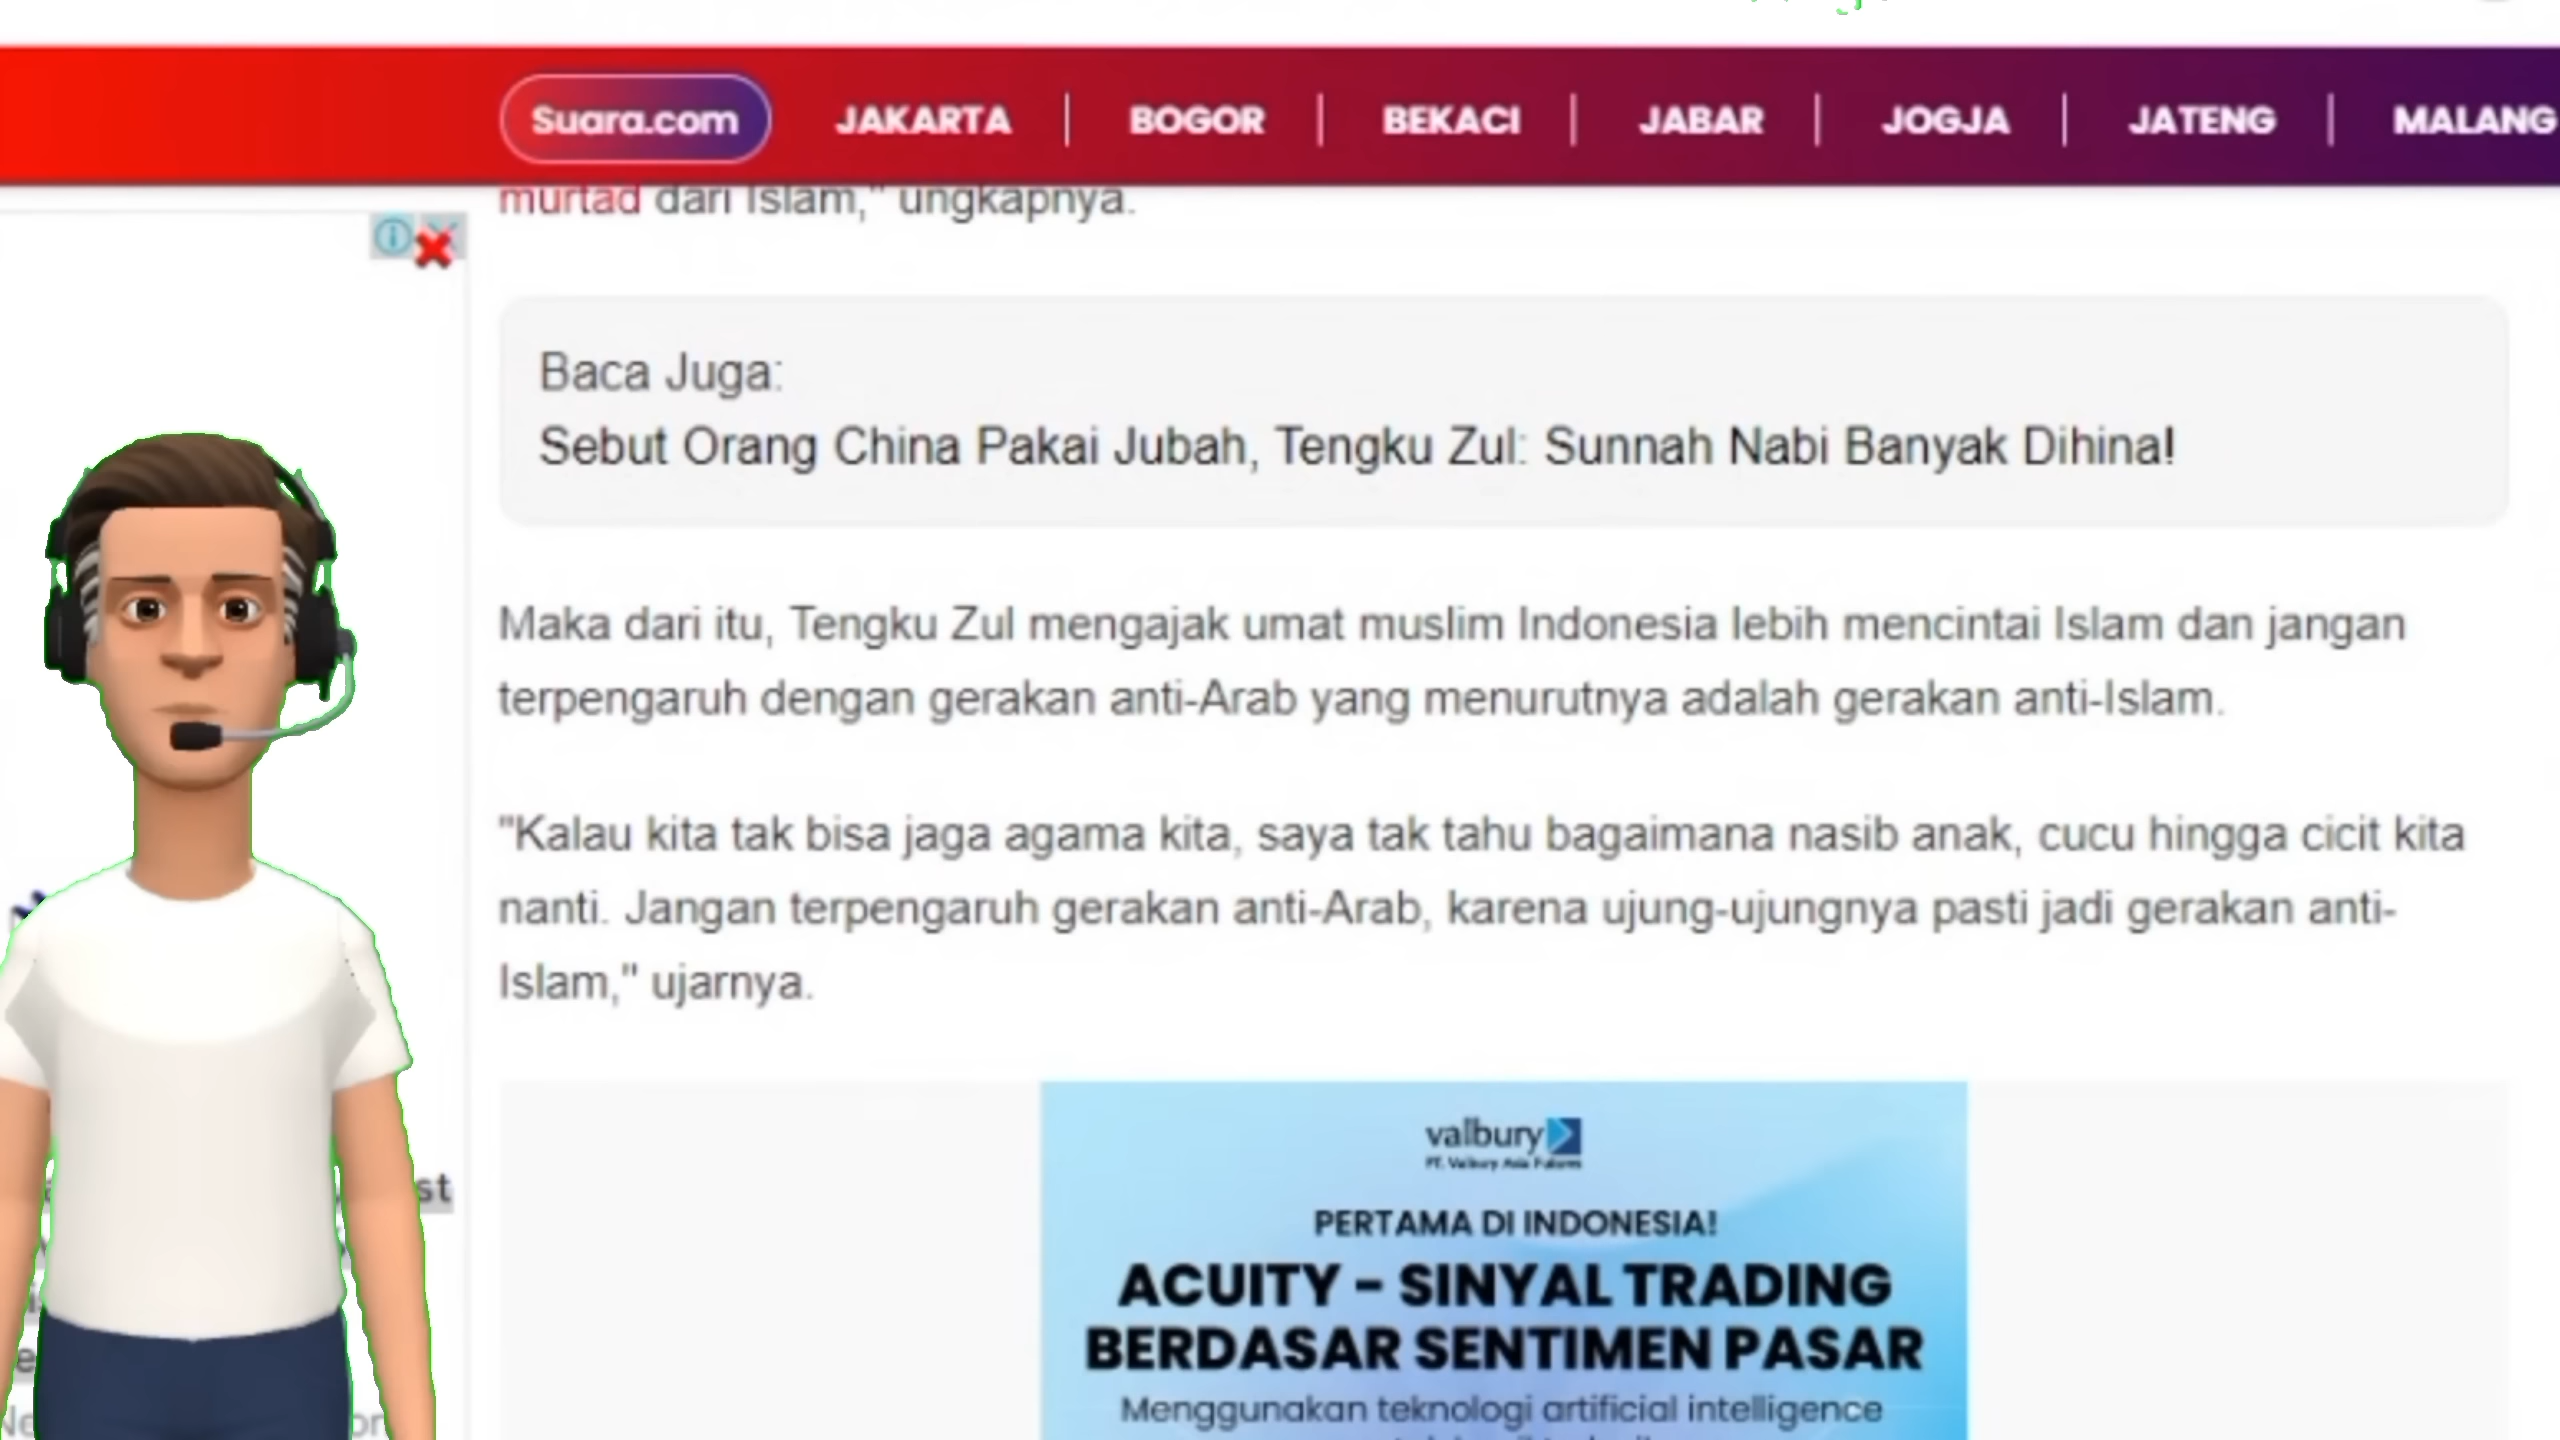 Suara.com JAKARTA | BOGOR | BEKACI | JABAR | JOGJA | JATENG | MALANG
murtad dari Islam," ungkapnya.
Baca Juga:
Sebut Orang China Pakai Jubah, Tengku Zul: Sunnah Nabi Banyak Dihina!
Maka dari itu, Tengku Zul mengajak umat muslim Indonesia lebih mencintai Islam dan jangan
terpengaruh dengan gerakan anti-Arab yang menurutnya adalah gerakan anti-Islam.
"Kalau kita tak bisa jaga agama kita, saya tak tahu bagaimana nasib anak, cucu hingga cicit kita
nanti. Jangan terpengaruh gerakan anti-Arab, karena ujung-ujungnya pasti jadi gerakan anti-
Islam," ujarnya.
valbury
PT. Valbury Asia Futures
PERTAMA DI INDONESIA!
ACUITY - SINYAL TRADING
BERDASAR SENTIMEN PASAR
Menggunakan teknologi artificial intelligence